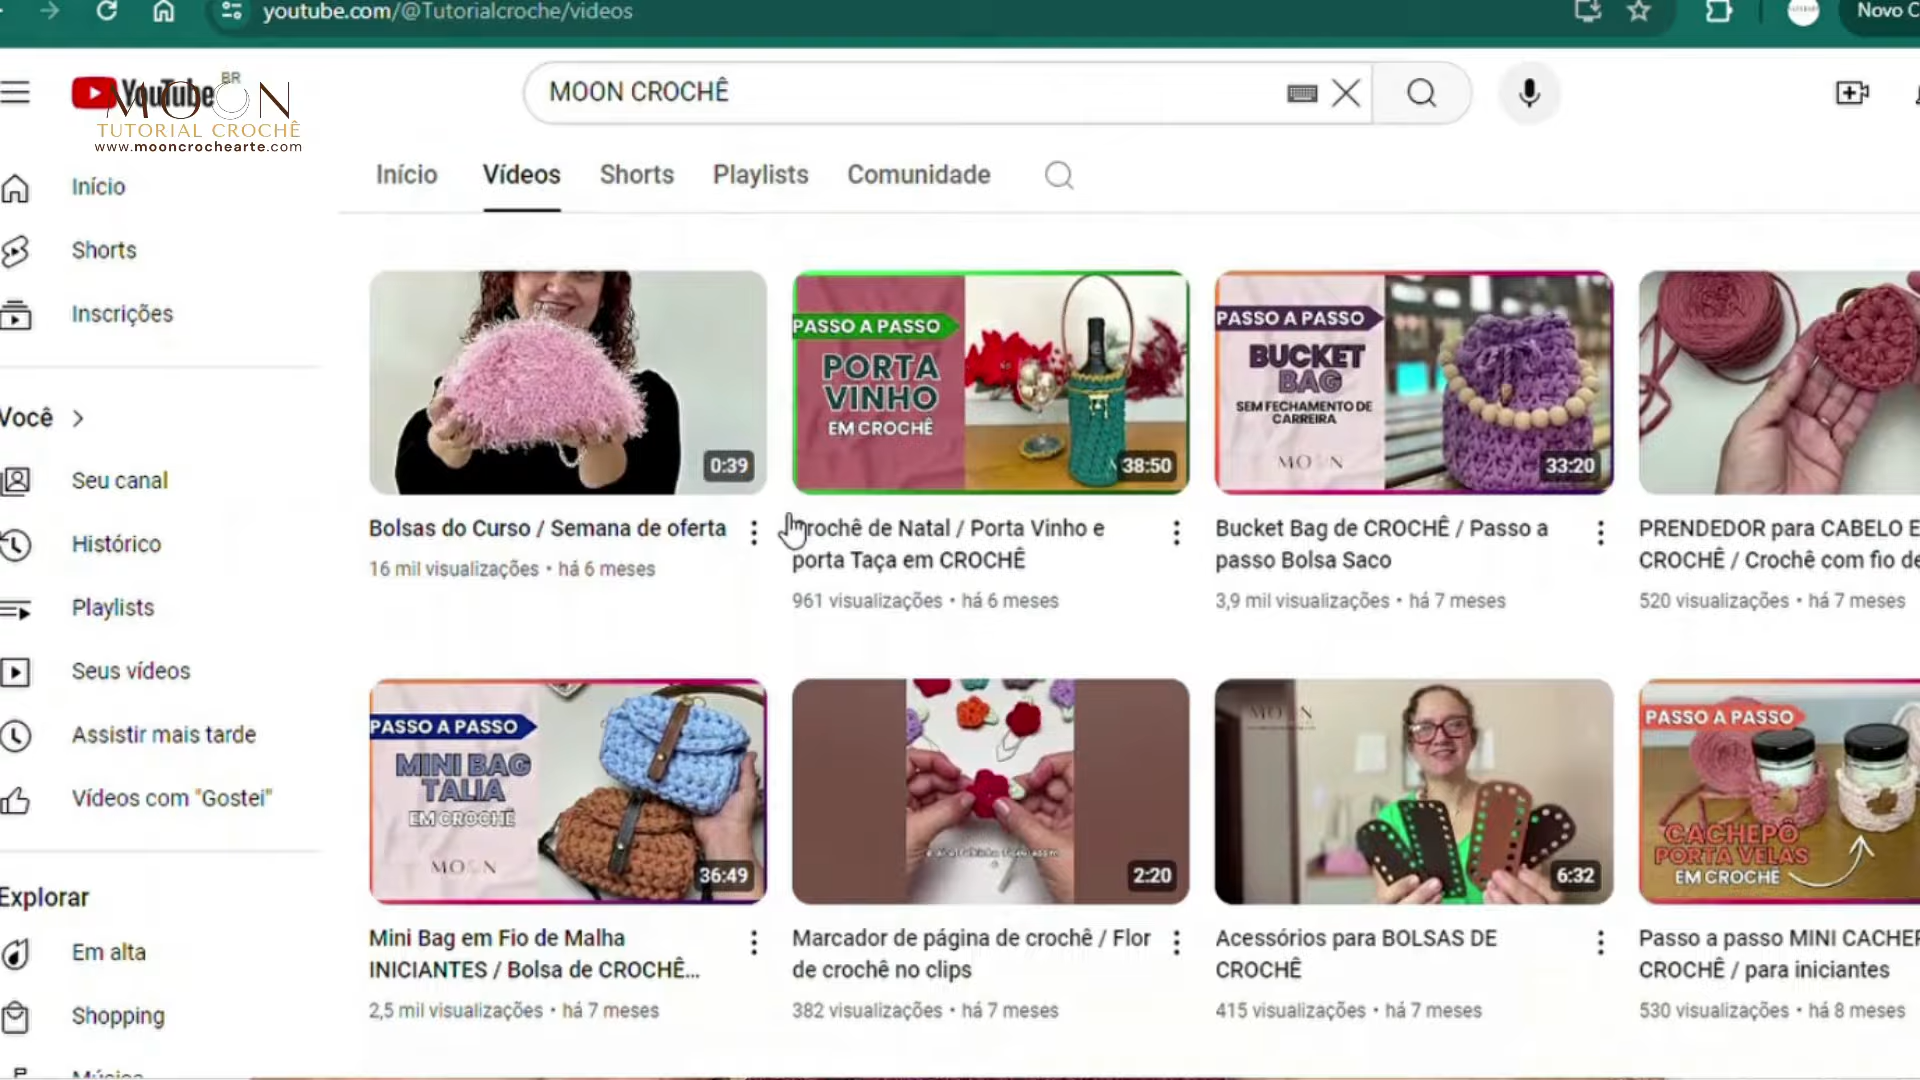 youtube.com/@Tutorialcroche/videos
Novo C
YouTube BR
MOON
TUTORIAL CROCHÊ
www.mooncrochearte.com
MOON CROCHÊ
Início
Vídeos
Shorts
Playlists
Comunidade
Início
Shorts
Inscrições
Você
Seu canal
Histórico
Playlists
Seus vídeos
Assistir mais tarde
Vídeos com "Gostei"
Explorar
Em alta
Shopping
Música
0:39
Bolsas do Curso / Semana de oferta
16 mil visualizações • há 6 meses
PASSO A PASSO
PORTA
VINHO
EM CROCHÊ
38:50
Crochê de Natal / Porta Vinho e
porta Taça em CROCHÊ
961 visualizações • há 6 meses
PASSO A PASSO
BUCKET
BAG
SEM FECHAMENTO DE
CARREIRA
MOON
33:20
Bucket Bag de CROCHÊ / Passo a
passo Bolsa Saco
3,9 mil visualizações • há 7 meses
PRENDEDOR para CABELO E
CROCHÊ / Crochê com fio de
520 visualizações • há 7 meses
PASSO A PASSO
MINI BAG
TALIA
EM CROCHÊ
MOON
36:49
Mini Bag em Fio de Malha
INICIANTES / Bolsa de CROCHÊ...
2,5 mil visualizações • há 7 meses
2:20
Marcador de página de crochê / Flor
de crochê no clips
382 visualizações • há 7 meses
MOON
6:32
Acessórios para BOLSAS DE
CROCHÊ
415 visualizações • há 7 meses
PASSO A PASSO
CACHEPÔ
PORTA VELAS
EM CROCHÊ
Passo a passo MINI CACHEP
CROCHÊ / para iniciantes
530 visualizações • há 8 meses